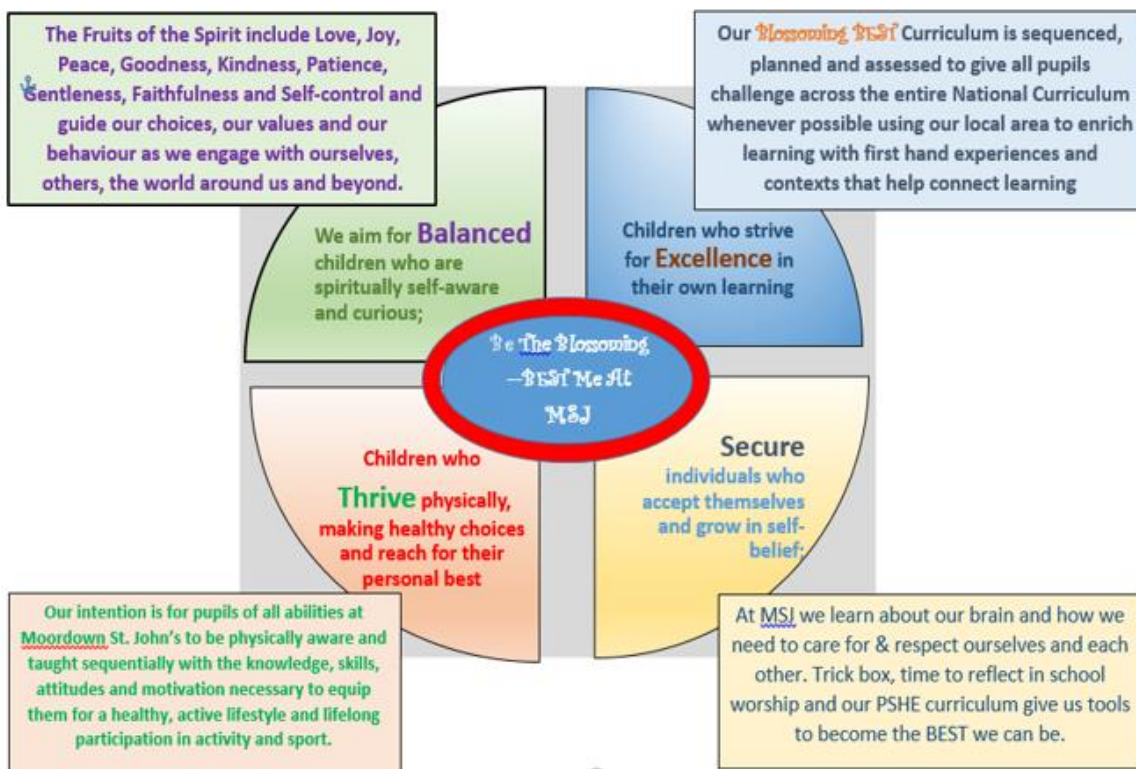 The Fruits of the Spirit include Love, Joy,
Peace, Goodness, Kindness, Patience,
Gentleness, Faithfulness and Self-control and
guide our choices, our values and our
behaviour as we engage with ourselves,
others, the world around us and beyond.
Our Blossoming BEST Curriculum is sequenced,
planned and assessed to give all pupils
challenge across the entire National Curriculum
whenever possible using our local area to enrich
learning with first hand experiences and
contexts that help connect learning
We aim for Balanced
children who are
spiritually self-aware
and curious;
Children who strive
for Excellence in
their own learning
Be The Blossoming
–BEST Me At
MSJ
Children who
Thrive physically,
making healthy choices
and reach for their
personal best
Secure
individuals who
accept themselves
and grow in self-
belief;
Our intention is for pupils of all abilities at
Moordown St. John's to be physically aware and
taught sequentially with the knowledge, skills,
attitudes and motivation necessary to equip
them for a healthy, active lifestyle and lifelong
participation in activity and sport.
At MSJ we learn about our brain and how we
need to care for & respect ourselves and each
other. Trick box, time to reflect in school
worship and our PSHE curriculum give us tools
to become the BEST we can be.